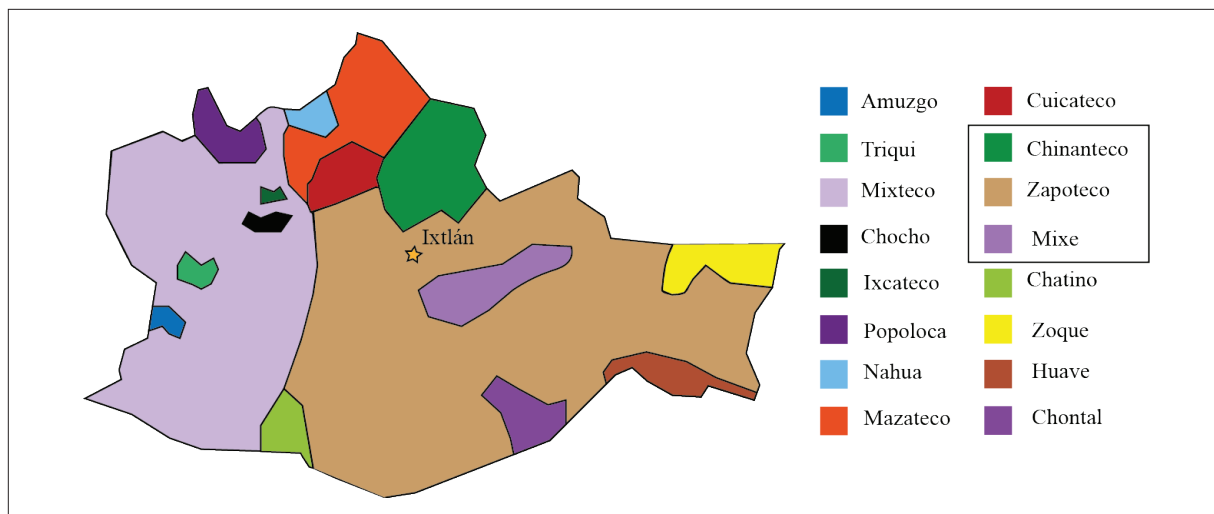 Ixtlán
Amuzgo
Triqui
Mixteco
Chocho
Ixcateco
Popoloca
Nahua
Mazateco
Cuicateco
Chinanteco
Zapoteco
Mixe
Chatino
Zoque
Huave
Chontal